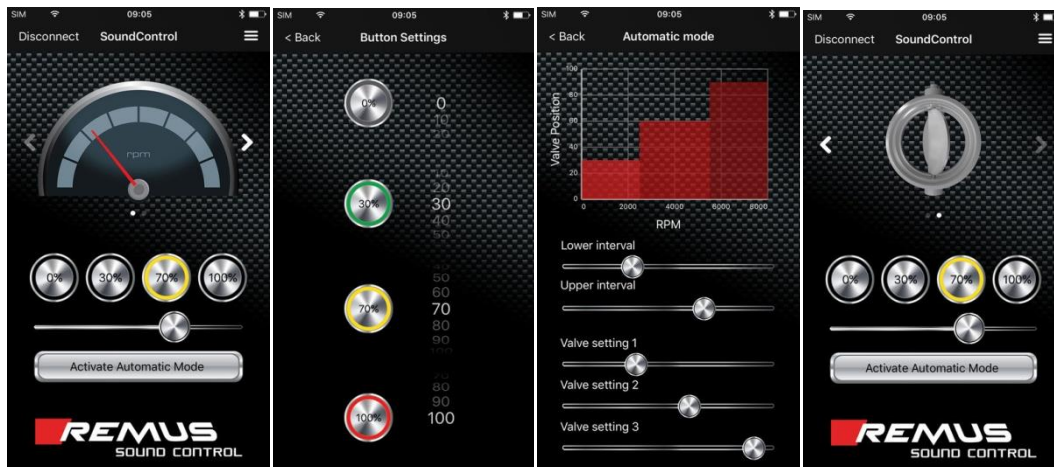 SIM 09:05
Disconnect SoundControl
rpm
0% 30% 70% 100%
Activate Automatic Mode
REMUS
SOUND CONTROL
SIM 09:05
< Back Button Settings
0% 0
10
20
30% 20
30
40
50
50
60
70% 70
80
90
100
80
90
100% 100
SIM 09:05
< Back Automatic mode
Valve Position
100
80
60
40
20
0
0 2000 4000 6000 8000
RPM
Lower interval
Upper interval
Valve setting 1
Valve setting 2
Valve setting 3
SIM 09:05
Disconnect SoundControl
0% 30% 70% 100%
Activate Automatic Mode
REMUS
SOUND CONTROL